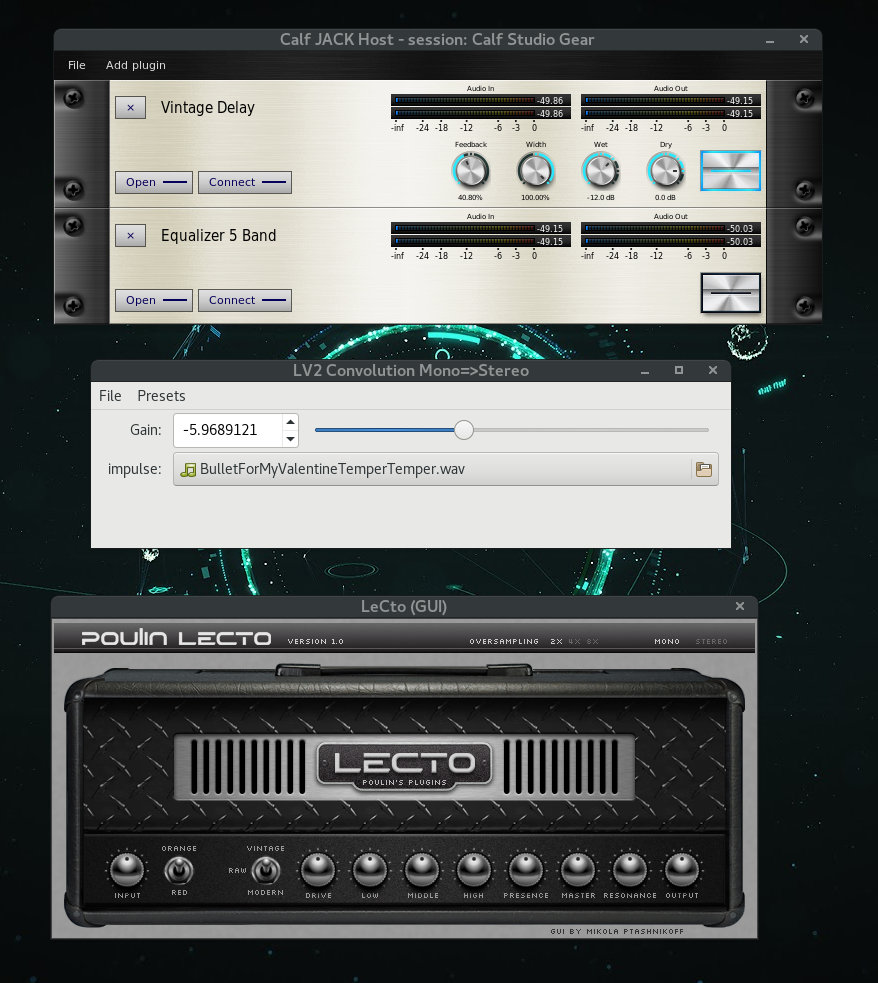 Calf JACK Host - session: Calf Studio Gear
File Add plugin
Audio In Audio Out
× Vintage Delay -49.86 -49.15
-49.86 -49.15
-inf -24 -18 -12 -6 -3 0 -inf -24 -18 -12 -6 -3 0
Feedback Width Wet Dry
Open Connect
40.80% 100.00% -12.0 dB 0.0 dB
Audio In Audio Out
× Equalizer 5 Band -49.15 -50.03
-49.15 -50.03
-inf -24 -18 -12 -6 -3 0 -inf -24 -18 -12 -6 -3 0
Open Connect
LV2 Convolution Mono=>Stereo
File Presets
Gain: -5.9689121
impulse: BulletForMyValentineTemperTemper.wav
LeCto (GUI)
POULIN LECTO VERSION 1.0 OVERSAMPLING 2X 4X 8X MONO STEREO
LECTO
POULIN'S PLUGINS
ORANGE VINTAGE
RAW
RED MODERN
INPUT DRIVE LOW MIDDLE HIGH PRESENCE MASTER RESONANCE OUTPUT
GUI BY MIKOLA PTASHNIKOFF